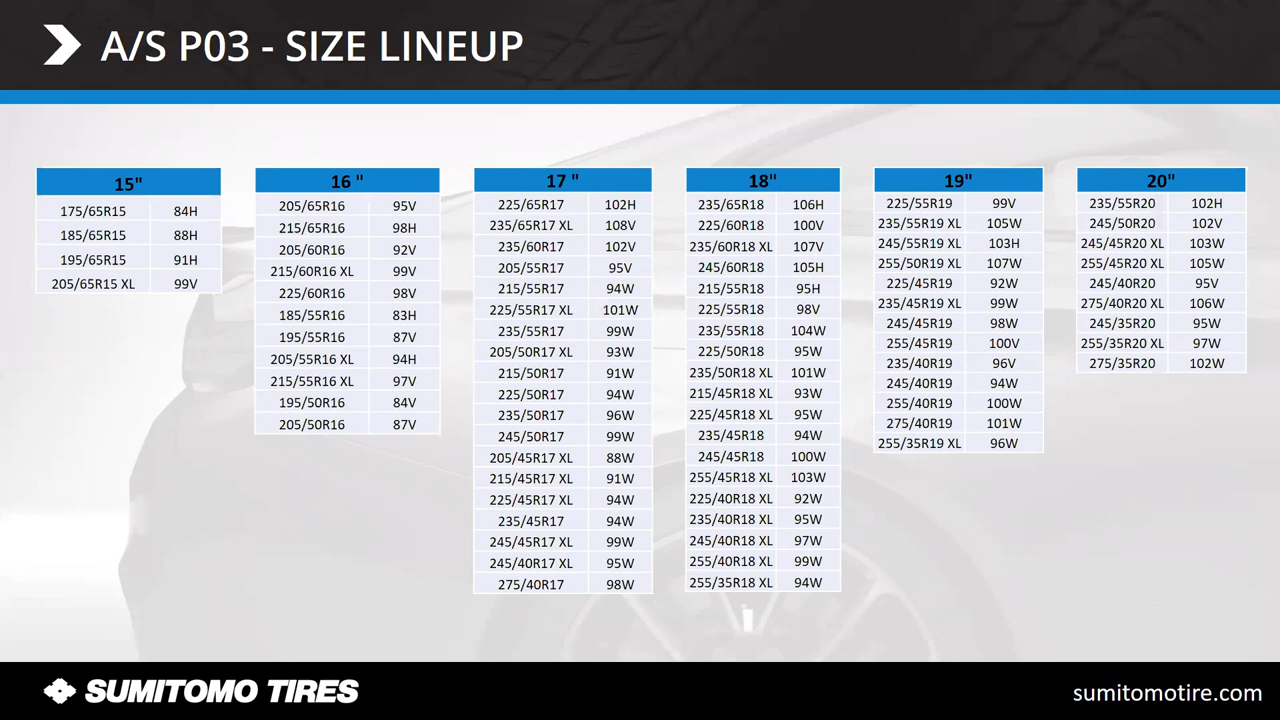 A/S P03 - SIZE LINEUP
15"
175/65R15 84H
185/65R15 88H
195/65R15 91H
205/65R15 XL 99V
16 "
205/65R16 95V
215/65R16 98H
205/60R16 92V
215/60R16 XL 99V
225/60R16 98V
185/55R16 83H
195/55R16 87V
205/55R16 XL 94H
215/55R16 XL 97V
195/50R16 84V
205/50R16 87V
17 "
225/65R17 102H
235/65R17 XL 108V
235/60R17 102V
205/55R17 95V
215/55R17 94W
225/55R17 XL 101W
235/55R17 99W
205/50R17 XL 93W
215/50R17 91W
225/50R17 94W
235/50R17 96W
245/50R17 99W
205/45R17 XL 88W
215/45R17 XL 91W
225/45R17 XL 94W
235/45R17 94W
245/45R17 XL 99W
245/40R17 XL 95W
275/40R17 98W
18"
235/65R18 106H
225/60R18 100V
235/60R18 XL 107V
245/60R18 105H
215/55R18 95H
225/55R18 98V
235/55R18 104W
225/50R18 95W
235/50R18 XL 101W
215/45R18 XL 93W
225/45R18 XL 95W
235/45R18 94W
245/45R18 100W
255/45R18 XL 103W
225/40R18 XL 92W
235/40R18 XL 95W
245/40R18 XL 97W
255/40R18 XL 99W
255/35R18 XL 94W
19"
225/55R19 99V
235/55R19 XL 105W
245/55R19 XL 103H
255/50R19 XL 107W
225/45R19 92W
235/45R19 XL 99W
245/45R19 98W
255/45R19 100V
235/40R19 96V
245/40R19 94W
255/40R19 100W
275/40R19 101W
255/35R19 XL 96W
20"
235/55R20 102H
245/50R20 102V
245/45R20 XL 103W
255/45R20 XL 105W
245/40R20 95V
275/40R20 XL 106W
245/35R20 95W
255/35R20 XL 97W
275/35R20 102W
SUMITOMO TIRES
sumitomotire.com